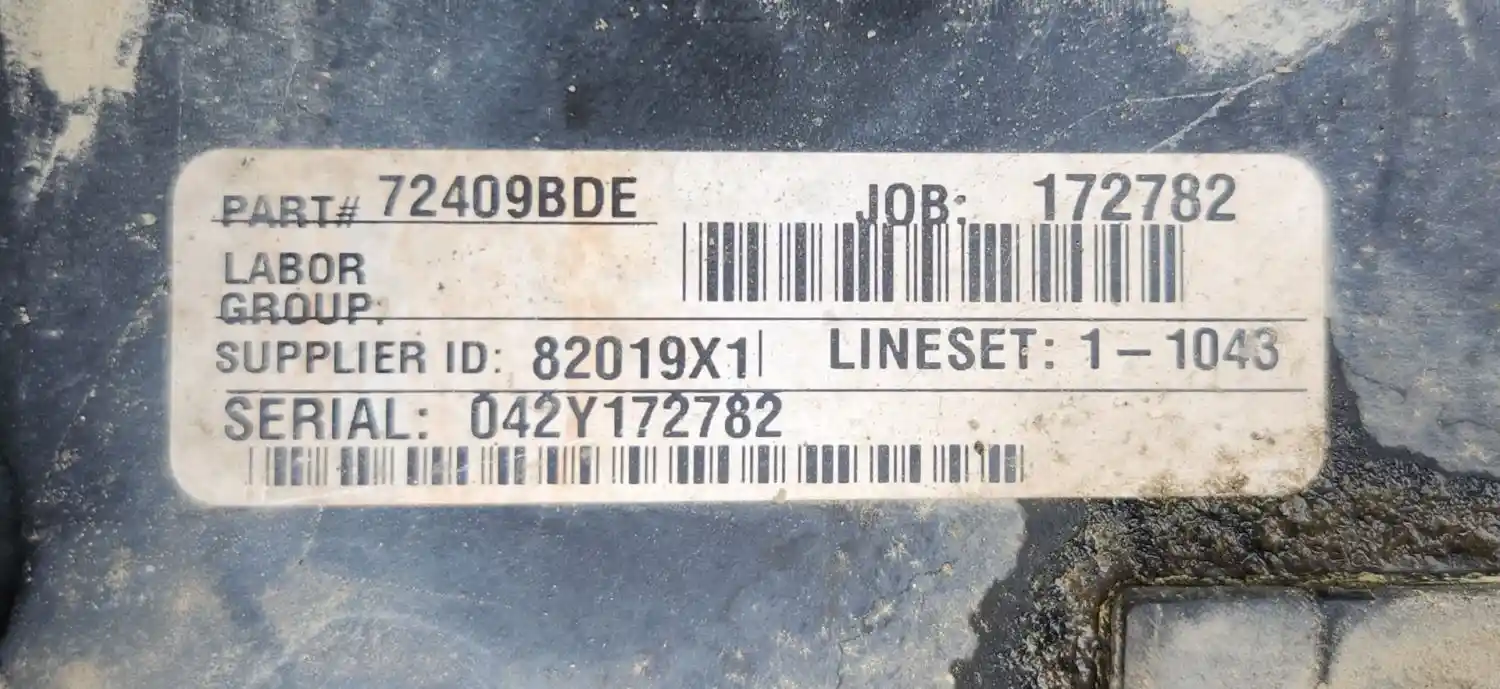 PART# 72409BDE JOB: 172782
LABOR
GROUP:
SUPPLIER ID: 82019X1 LINESET: 1-1043
SERIAL: 042Y172782